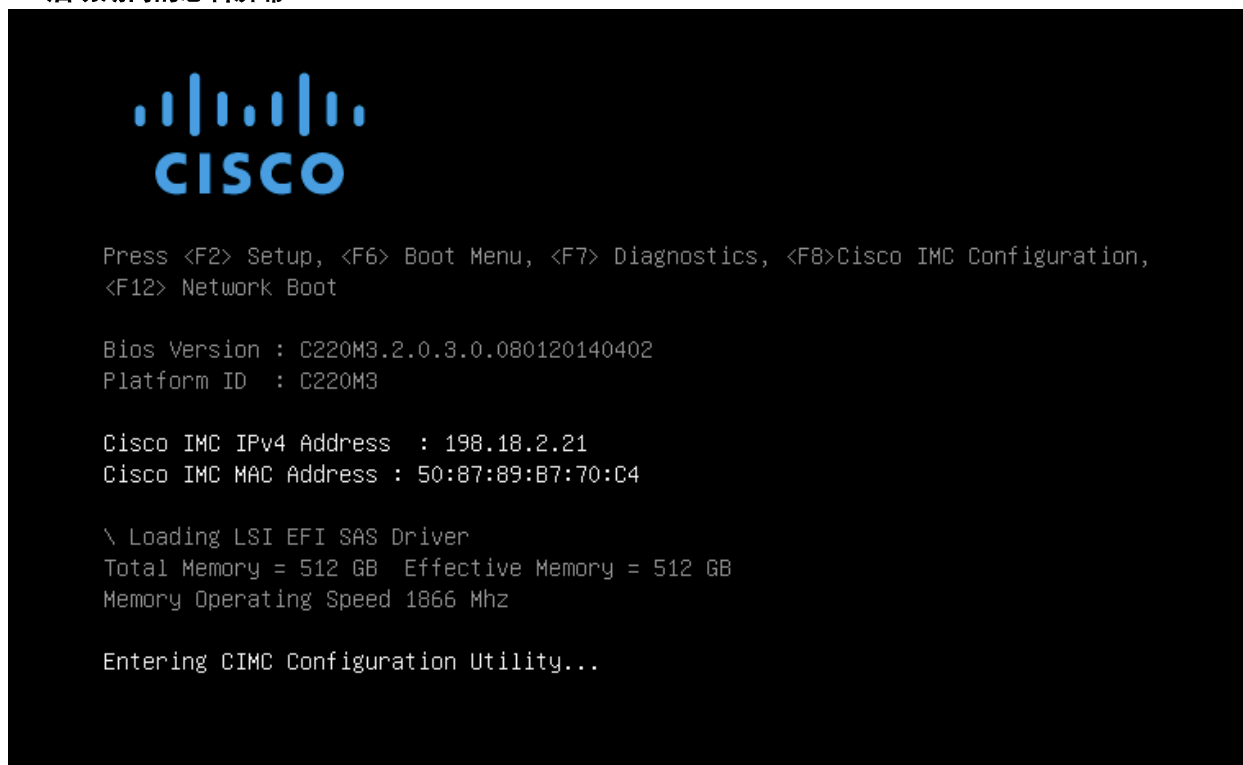 CISCO
Press <F2> Setup, <F6> Boot Menu, <F7> Diagnostics, <F8>Cisco IMC Configuration,
<F12> Network Boot
Bios Version : C220M3.2.0.3.0.080120140402
Platform ID  : C220M3
Cisco IMC IPv4 Address  : 198.18.2.21
Cisco IMC MAC Address : 50:87:89:B7:70:C4
\ Loading LSI EFI SAS Driver
Total Memory = 512 GB  Effective Memory = 512 GB
Memory Operating Speed 1866 Mhz
Entering CIMC Configuration Utility...